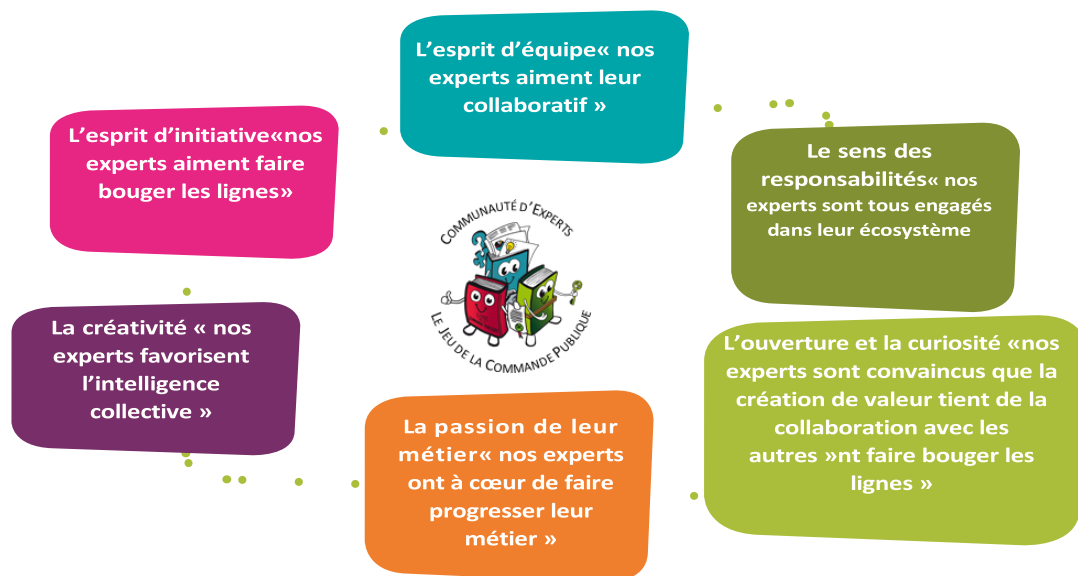 L’esprit d’équipe« nos
experts aiment leur
collaboratif »
L’esprit d’initiative«nos
experts aiment faire
bouger les lignes»
Le sens des
responsabilités« nos
experts sont tous engagés
dans leur écosystème
COMMUNAUTÉ D’EXPERTS
LE JEU DE LA COMMANDE PUBLIQUE
La créativité « nos
experts favorisent
l’intelligence
collective »
L’ouverture et la curiosité «nos
experts sont convaincus que la
création de valeur tient de la
collaboration avec les
autres »nt faire bouger les
lignes »
La passion de leur
métier« nos experts
ont à cœur de faire
progresser leur
métier »